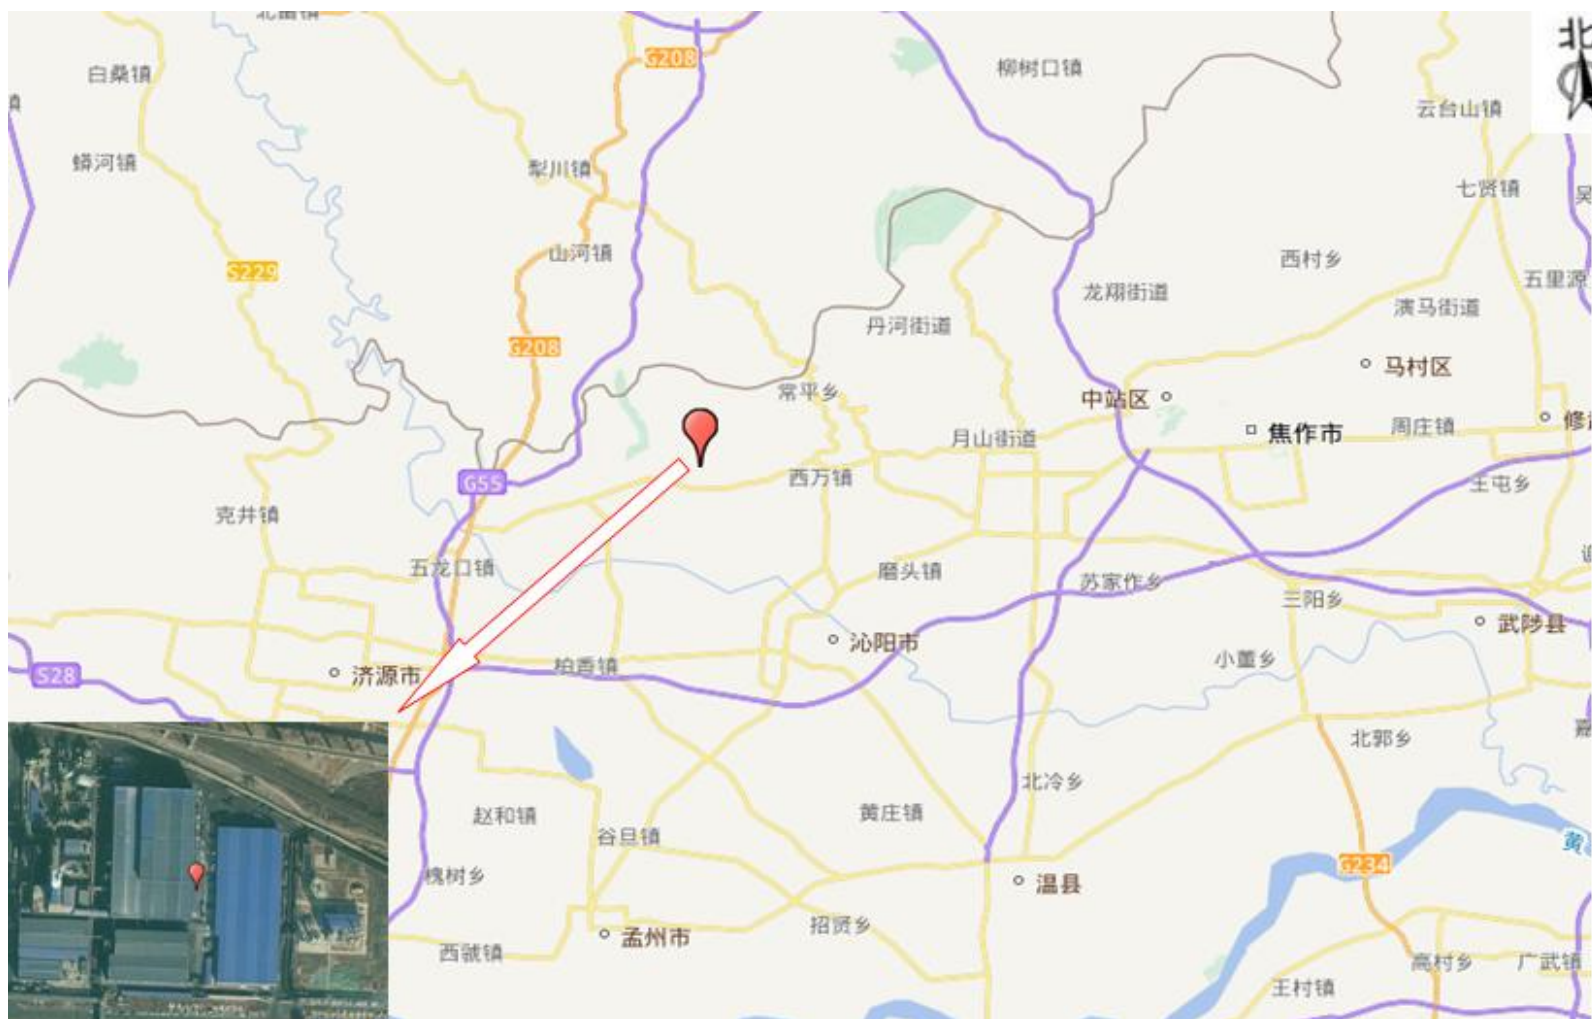 北
G208
白桑镇
柳树口镇
云台山镇
蟒河镇
犁川镇
七贤镇
山河镇
西村乡
S229
龙翔街道
五里源
演马街道
丹河街道
G208
马村区
常平乡
中站区
焦作市
周庄镇
修
月山街道
G55
西万镇
王屯乡
克井镇
五龙口镇
磨头镇
苏家作乡
三阳乡
武陟县
沁阳市
小董乡
S28
济源市
柏香镇
北郭乡
嘉
北冷乡
赵和镇
黄庄镇
谷旦镇
黄
G234
槐树乡
温县
招贤乡
孟州市
西虢镇
高村乡
广武镇
王村镇